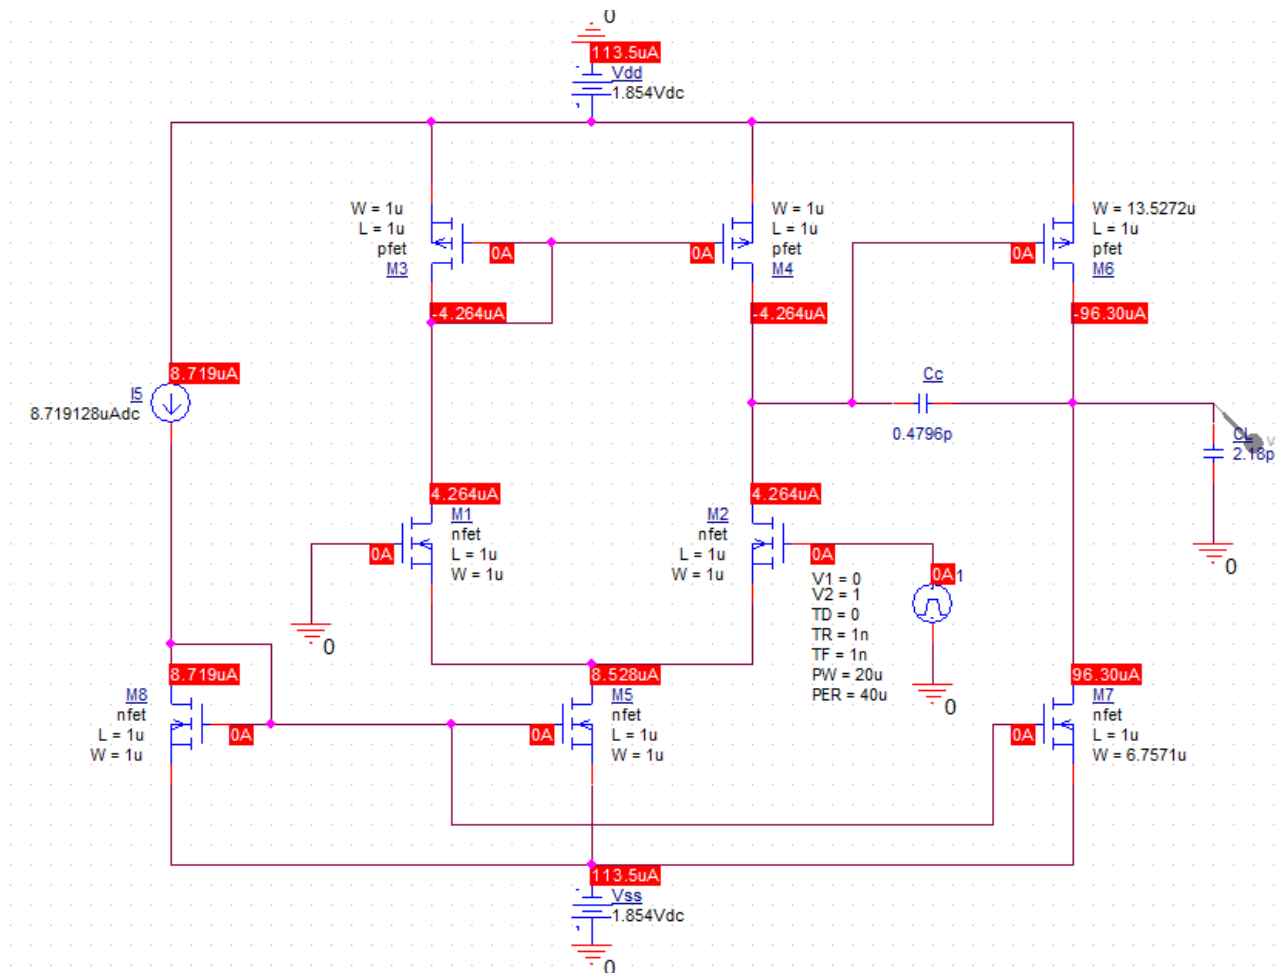 0
113.5uA
Vdd
1.854Vdc
W = 1u
L = 1u
pfet
M3
0A
-4.264uA
0A
W = 1u
L = 1u
pfet
M4
-4.264uA
W = 13.5272u
L = 1u
pfet
M6
0A
-96.30uA
8.719uA
I5
8.719128uAdc
Cc
0.4796p
CL
2.18p
V
0
4.264uA
M1
nfet
L = 1u
W = 1u
0A
0
4.264uA
M2
nfet
L = 1u
W = 1u
0A
V1 = 0
V2 = 1
TD = 0
TR = 1n
TF = 1n
PW = 20u
PER = 40u
0A
1
0
8.719uA
M8
nfet
L = 1u
W = 1u
0A
8.528uA
M5
nfet
L = 1u
W = 1u
0A
96.30uA
M7
nfet
L = 1u
W = 6.7571u
0A
113.5uA
Vss
1.854Vdc
0